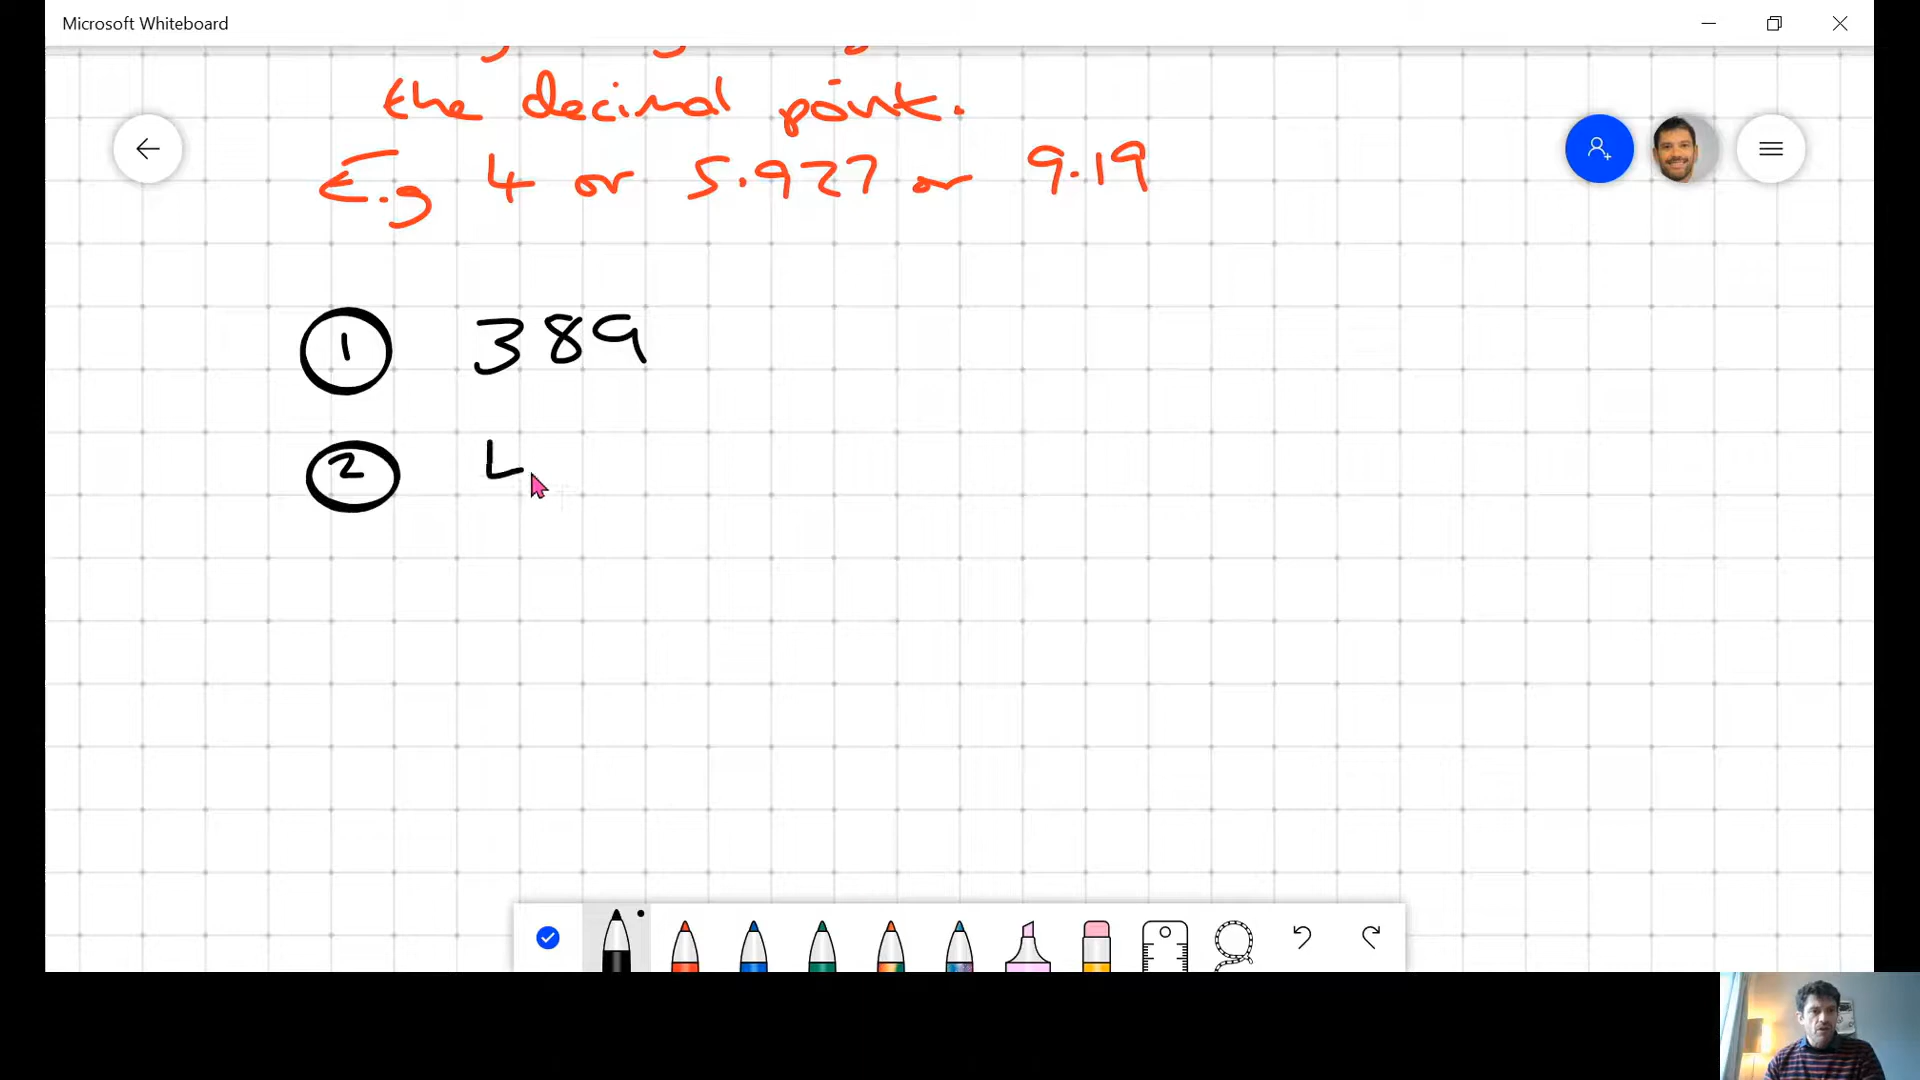 Microsoft Whiteboard
the decimal point.
E.g 4 or 5.927 or 9.19
1 389
2